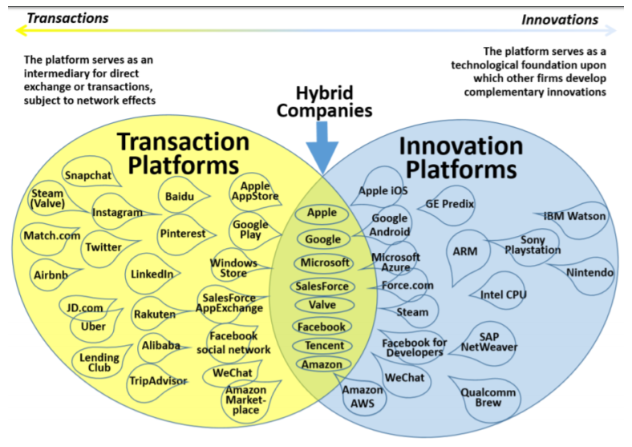 Transactions
Innovations
The platform serves as an
intermediary for direct
exchange or transactions,
subject to network effects
The platform serves as a
technological foundation upon
which other firms develop
complementary innovations
Hybrid
Companies
Transaction
Platforms
Innovation
Platforms
Snapchat
Steam
(Valve)
Instagram
Baidu
Apple
AppStore
Match.com
Twitter
Pinterest
Google
Play
Airbnb
LinkedIn
Windows
Store
JD.com
Uber
Rakuten
SalesForce
AppExchange
Lending
Club
Alibaba
Facebook
social network
TripAdvisor
WeChat
Amazon
Market-
place
Apple
Google
Microsoft
SalesForce
Valve
Facebook
Tencent
Amazon
Apple iOS
GE Predix
IBM Watson
Google
Android
ARM
Sony
Playstation
Microsoft
Azure
Nintendo
Force.com
Intel CPU
Steam
Facebook for
Developers
SAP
NetWeaver
WeChat
Amazon
AWS
Qualcomm
Brew